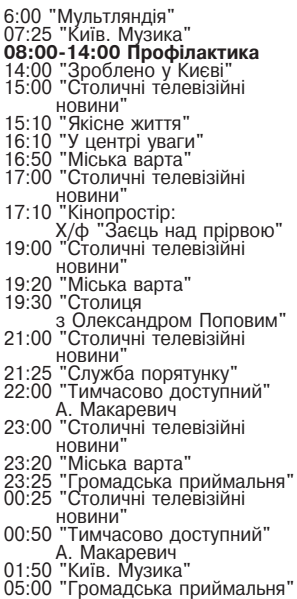 6:00 "Мультляндія"
07:25 "Київ. Музика"
08:00-14:00 Профілактика
14:00 "Зроблено у Києві"
15:00 "Столичні телевізійні
новини"
15:10 "Якісне життя"
16:10 "У центрі уваги"
16:50 "Міська варта"
17:00 "Столичні телевізійні
новини"
17:10 "Кінопростір:
Х/ф "Заєць над прірвою"
19:00 "Столичні телевізійні
новини"
19:20 "Міська варта"
19:30 "Столиця
з Олександром Поповим"
21:00 "Столичні телевізійні
новини"
21:25 "Служба порятунку"
22:00 "Тимчасово доступний"
А. Макаревич
23:00 "Столичні телевізійні
новини"
23:20 "Міська варта"
23:25 "Громадська приймальня"
00:25 "Столичні телевізійні
новини"
00:50 "Тимчасово доступний"
А. Макаревич
01:50 "Київ. Музика"
05:00 "Громадська приймальня"